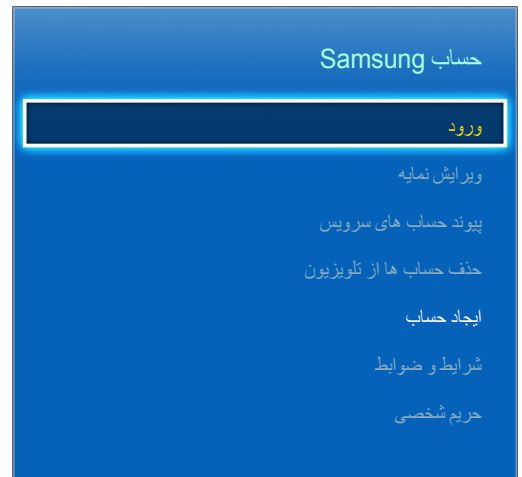 حساب Samsung
ورود
ویرایش نمایه
پیوند حساب های سرویس
حذف حساب ها از تلویزیون
ایجاد حساب
شرایط و ضوابط
حریم شخصی